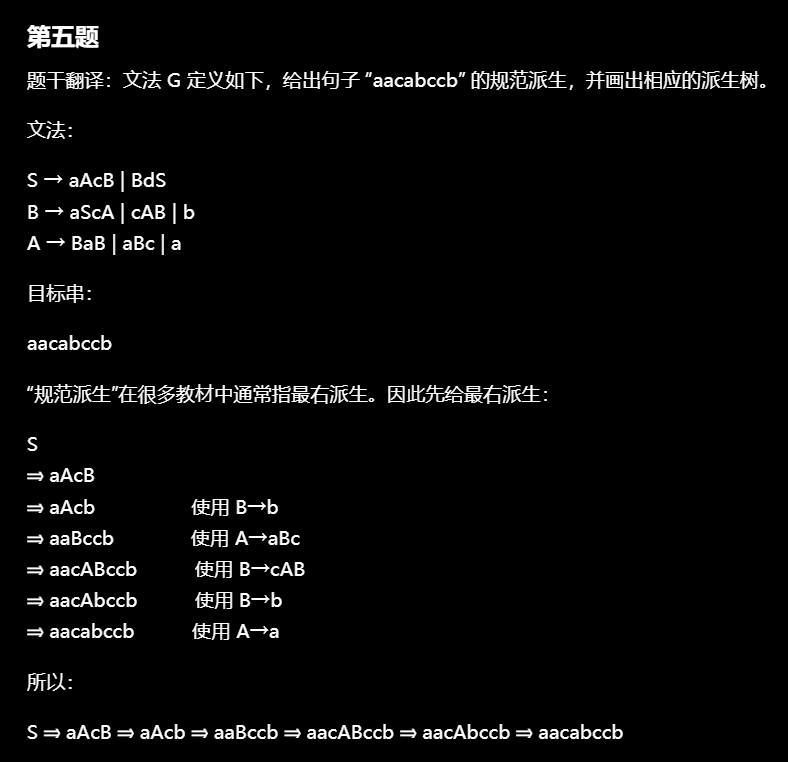 第五题
题干翻译：文法 G 定义如下，给出句子 “aacabccb” 的规范派生，并画出相应的派生树。
文法：
S → aAcB | BdS
B → aScA | cAB | b
A → BaB | aBc | a
目标串：
aacabccb
“规范派生”在很多教材中通常指最右派生。因此先给最右派生：
S
⇒ aAcB
⇒ aAcb 使用 B→b
⇒ aaBccb 使用 A→aBc
⇒ aacABccb 使用 B→cAB
⇒ aacAbccb 使用 B→b
⇒ aacabccb 使用 A→a
所以：
S ⇒ aAcB ⇒ aAcb ⇒ aaBccb ⇒ aacABccb ⇒ aacAbccb ⇒ aacabccb